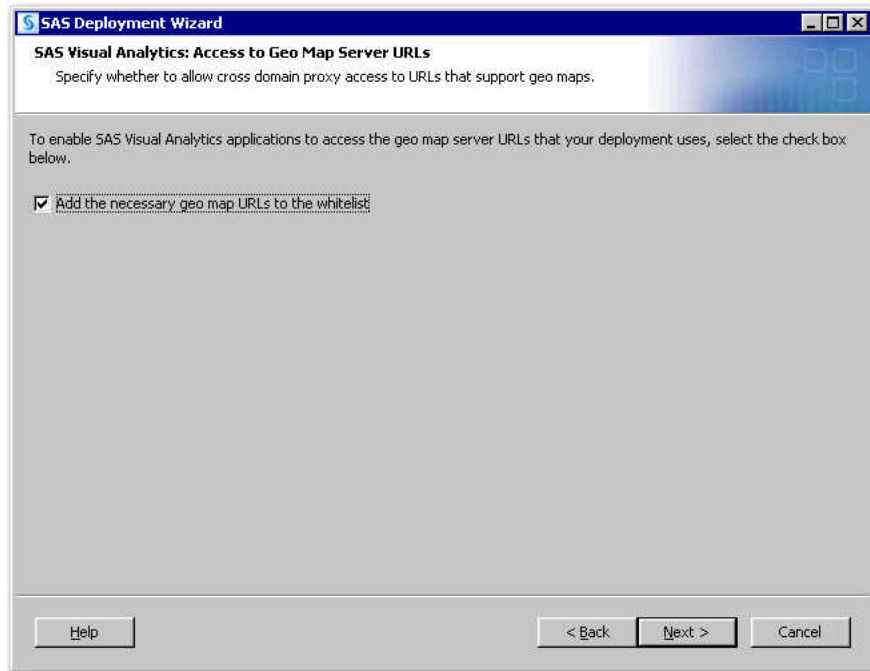 SAS Deployment Wizard
SAS Visual Analytics: Access to Geo Map Server URLs
Specify whether to allow cross domain proxy access to URLs that support geo maps.
To enable SAS Visual Analytics applications to access the geo map server URLs that your deployment uses, select the check box
below.
Add the necessary geo map URLs to the whitelist
Help
< Back
Next >
Cancel